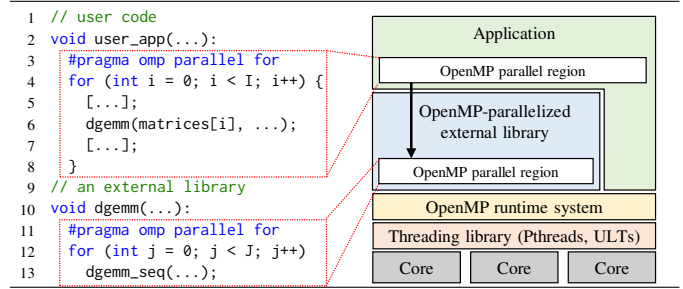 1 // user code
2 void user_app(...):
3 #pragma omp parallel for
4 for (int i = 0; i < I; i++) {
5 [...];
6 dgemm(matrices[i], ...);
7 [...];
8 }
9 // an external library
10 void dgemm(...):
11 #pragma omp parallel for
12 for (int j = 0; j < J; j++)
13 dgemm_seq(...);
Application
OpenMP parallel region
OpenMP-parallelized
external library
OpenMP parallel region
OpenMP runtime system
Threading library (Pthreads, ULTs)
Core Core Core